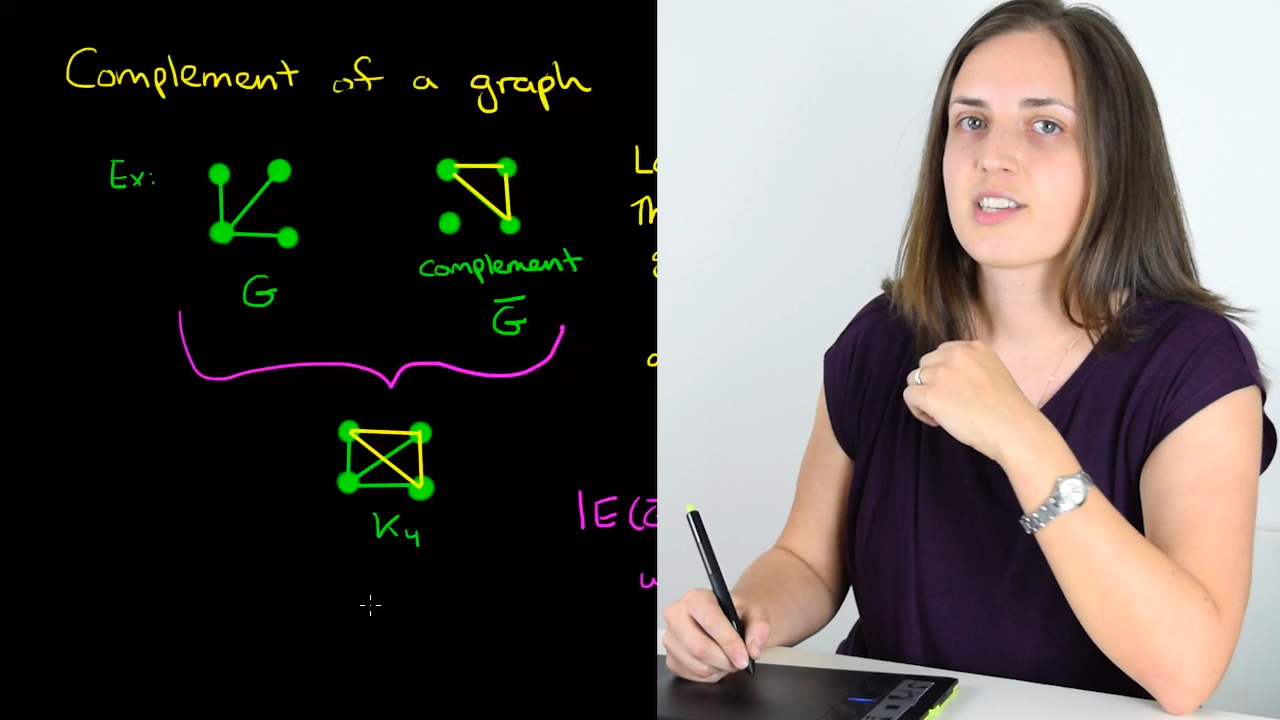 Complement of a graph
Ex:
G
complement
G̅
K₄
|E(